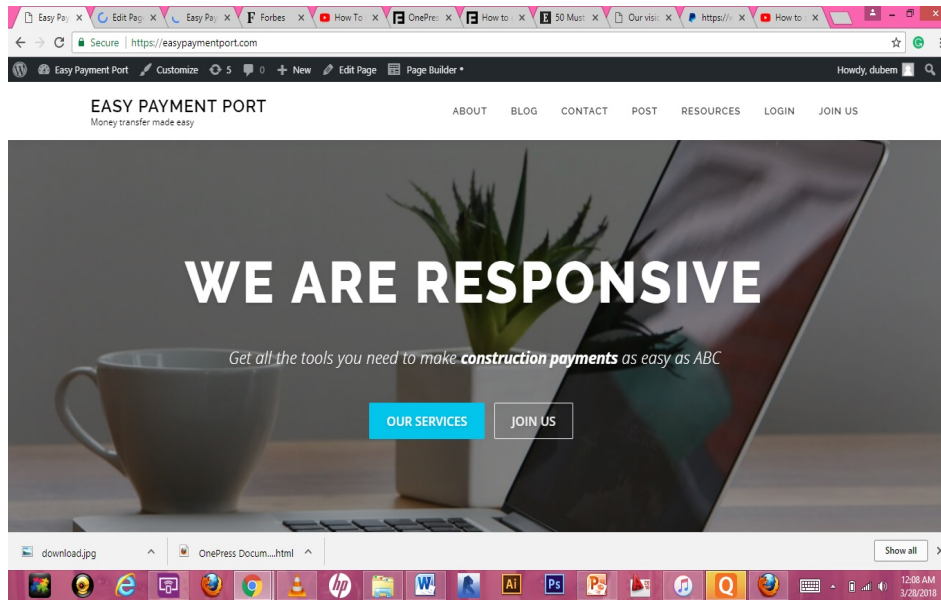 Easy Pay
Edit Pag
Easy Pay
Forbes
How To
OnePres
How to
50 Must
Our visi
https://
How to
Secure | https://easypaymentport.com
Easy Payment Port Customize 5 0 New Edit Page Page Builder Howdy, dubem
EASY PAYMENT PORT
Money transfer made easy
ABOUT BLOG CONTACT POST RESOURCES LOGIN JOIN US
WE ARE RESPONSIVE
Get all the tools you need to make construction payments as easy as ABC
OUR SERVICES JOIN US
download.jpg OnePress Docum....html Show all
12:08 AM
3/28/2018